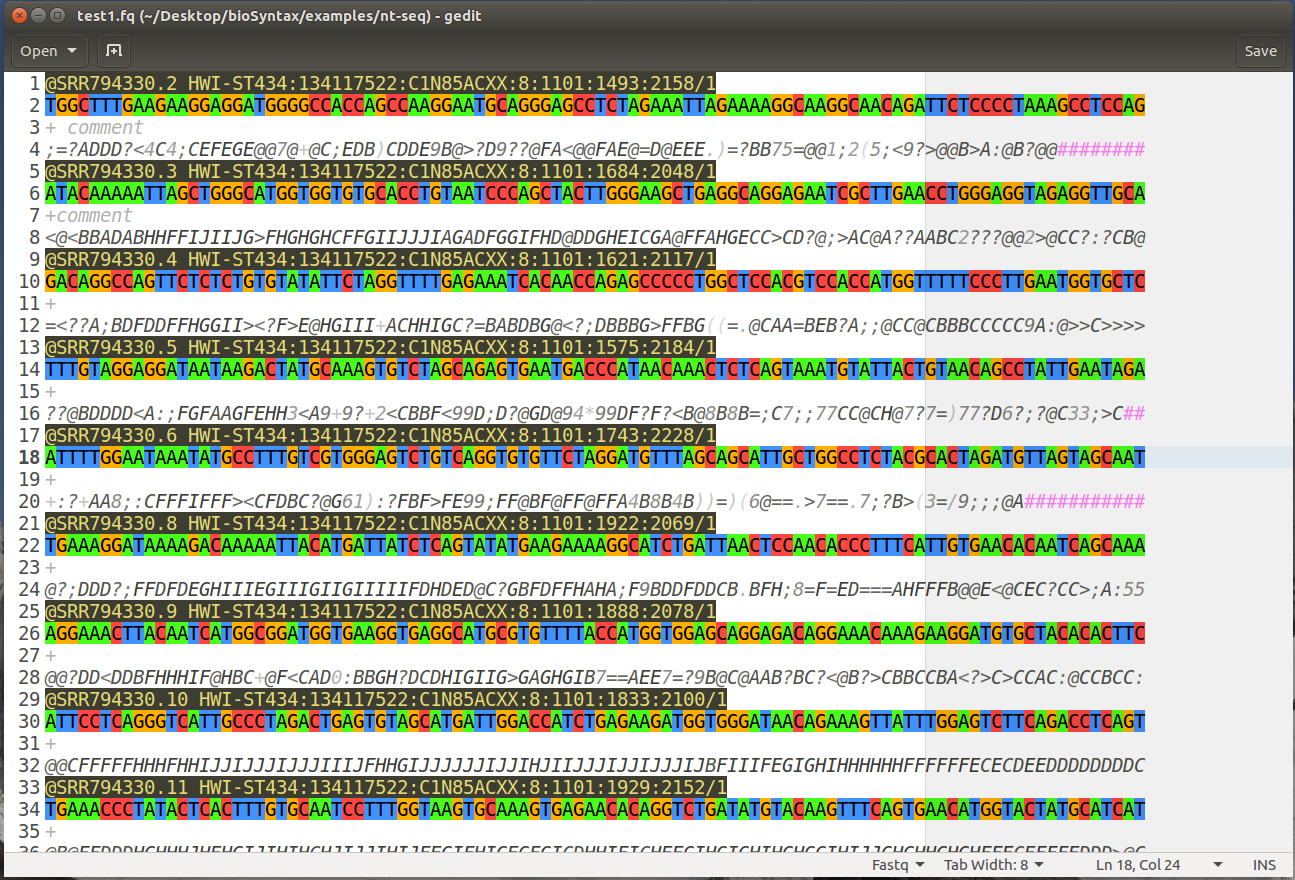 test1.fq (~/Desktop/bioSyntax/examples/nt-seq) - gedit
Open
Save
1 @SRR794330.2 HWI-ST434:134117522:C1N85ACXX:8:1101:1493:2158/1
2 TGGCTTTGAAGAAGGAGGATGGGGCCACCAGCCAAGGAATGCAGGGAGCCTCTAGAAATTAGAAAAGGCAAGGCAACAGATTCTCCCCTAAAGCCTCCAG
3 + comment
4 ;=?ADDD?<4C4;CEFEGE@@7@+@C;EDB)CDDE9B@>?D9??@FA<@@FAE@=D@EEE.)=?BB75=@@1;2(5;<9?>@@B>A:@B?@@########
5 @SRR794330.3 HWI-ST434:134117522:C1N85ACXX:8:1101:1684:2048/1
6 ATACAAAAATTAGCTGGGCATGGTGGTGTGCACCTGTAATCCCAGCTACTTGGGAAGCTGAGGCAGGAGAATCGCTTGAACCTGGGAGGTAGAGGTTGCA
7 +comment
8 <@<BBADABHHFFIJIIJG>FHGHGHCFFGIIJJJIAGADFGGIFHD@DDGHEICGA@FFAHGECC>CD?@;>AC@A??AABC2???@@2>@CC?:?CB@
9 @SRR794330.4 HWI-ST434:134117522:C1N85ACXX:8:1101:1621:2117/1
10 GACAGGCCAGTTCTCTCTGTGTATATTCTAGGTTTTGAGAAATCACAACCAGAGCCCCCTGGCTCCACGTCCACCATGGTTTTTCCCTTGAATGGTGCTC
11 +
12 =<??A;BDFDDFFHGGII><?F>E@HGIII+ACHHIGC?=BABDBG@<?;DBBBG>FFBG((=.@CAA=BEB?A;;@CC@CBBBCCCCC9A:@>>C>>>>
13 @SRR794330.5 HWI-ST434:134117522:C1N85ACXX:8:1101:1575:2184/1
14 TTTGTAGGAGGATAATAAGACTATGCAAAGTGTCTAGCAGAGTGAATGACCCATAACAAACTCTCAGTAAATGTATTACTGTAACAGCCTATTGAATAGA
15 +
16 ??@BDDDD<A:;FGFAAGFEHH3<A9+9?+2<CBBF<99D;D?@GD@94*99DF?F?<B@8B8B=;C7;;77CC@CH@7?7=)77?D6?;?@C33;>C##
17 @SRR794330.6 HWI-ST434:134117522:C1N85ACXX:8:1101:1743:2228/1
18 ATTTTGGAATAAATATGCCTTTGTCGTGGGAGTCTGTCAGGTGTGTTCTAGGATGTTTAGCAGCATTGCTGGCCTCTACGCACTAGATGTTAGTAGCAAT
19 +
20 +:?+AA8;:CFFFIFFF><CFDBC?@G61):?FBF>FE99;FF@BF@FF@FFA4B8B4B))=)(6@==.>7==.7;?B>(3=/9;;;@A###########
21 @SRR794330.8 HWI-ST434:134117522:C1N85ACXX:8:1101:1922:2069/1
22 TGAAAGGATAAAAGACAAAAATTACATGATTATCTCAGTATATGAAGAAAAGGCATCTGATTAACTCCAACACCCTTTCATTGTGAACACAATCAGCAAA
23 +
24 @?;DDD?;FFDFDEGHIIIEGIIIGIIGIIIIIFDHDED@C?GBFDFFHAHA;F9BDDFDDCB.BFH;8=F=ED===AHFFFB@@E<@CEC?CC>;A:55
25 @SRR794330.9 HWI-ST434:134117522:C1N85ACXX:8:1101:1888:2078/1
26 AGGAAACTTACAATCATGGCGGATGGTGAAGGTGAGGCATGCGTGTTTTACCATGGTGGAGCAGGAGACAGGAAACAAAGAAGGATGTGCTACACACTTC
27 +
28 @@?DD<DDBFHHHIF@HBC+@F<CAD0:BBGH?DCDHIGIIG>GAGHGIB7==AEE7=?9B@C@AAB?BC?<@B?>CBBCCBA<?>C>CCAC:@CCBCC:
29 @SRR794330.10 HWI-ST434:134117522:C1N85ACXX:8:1101:1833:2100/1
30 ATTCCTCAGGGTCATTGCCCTAGACTGAGTGTAGCATGATTGGACCATCTGAGAAGATGGTGGGATAACAGAAAGTTATTTGGAGTCTTCAGACCTCAGT
31 +
32 @@CFFFFFHHHFHHIJJIJJJIJJJIIIJFHHGIJJJJJJIJJIHJIIJJJIJJIJJJIJBFIIIFEGIGHIHHHHHHFFFFFFECECDEEDDDDDDDDC
33 @SRR794330.11 HWI-ST434:134117522:C1N85ACXX:8:1101:1929:2152/1
34 TGAAACCCTATACTCACTTTGTGCAATCCTTTGGTAAGTGCAAAGTGAGAACACAGGTCTGATATGTACAAGTTTCAGTGAACATGGTACTATGCATCAT
35 +
36
Fastq Tab Width: 8 Ln 18, Col 24 INS